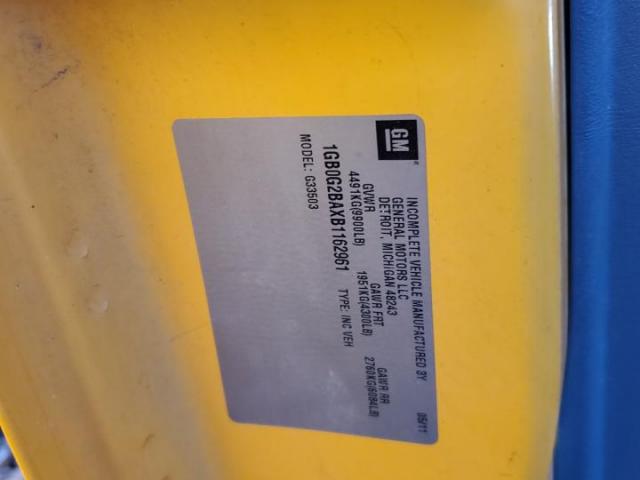 GM
INCOMPLETE VEHICLE MANUFACTURED BY
GENERAL MOTORS LLC
DETROIT, MICHIGAN 48243
05/11
GVWR GAWR FRT GAWR RR
4491KG(9900LB) 1951KG(4300LB) 2760KG(6084LB)
1GB0G2BAXB1162961 TYPE: INC VEH
MODEL: G33503